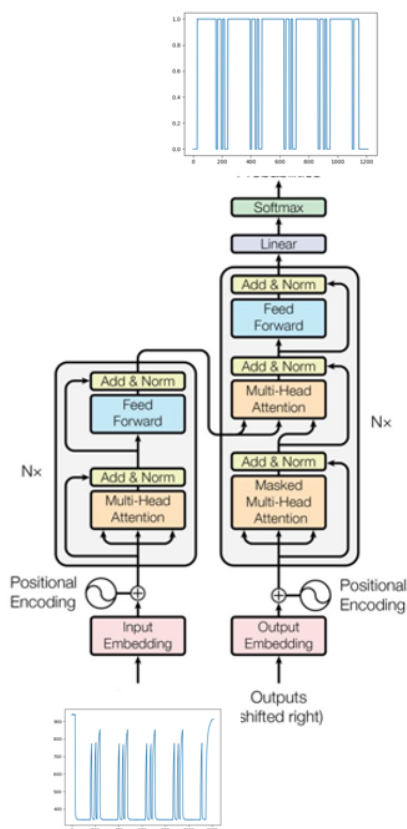 1.0
0.8
0.6
0.4
0.2
0.0
0 200 400 600 800 1000 1200
Softmax
Linear
Add & Norm
Feed
Forward
Add & Norm
Multi-Head
Attention
Add & Norm
Masked
Multi-Head
Attention
Nx
Add & Norm
Feed
Forward
Add & Norm
Multi-Head
Attention
Nx
Positional
Encoding
Positional
Encoding
Input
Embedding
Output
Embedding
Outputs
shifted right)
900
800
700
600
500
400